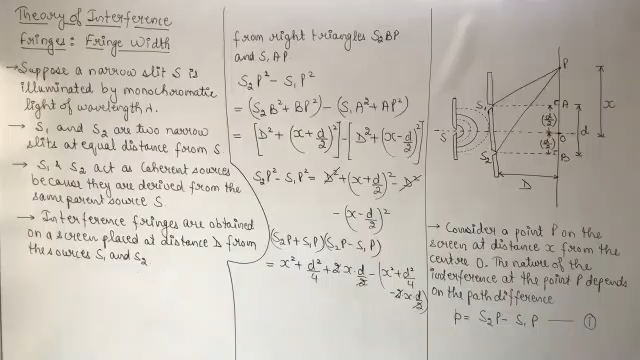 Theory of Interference
Fringes: Fringe Width
→ Suppose a narrow slit S is
illuminated by monochromatic
light of wavelength λ.
→ S₁ and S₂ are two narrow
slits at equal distance from S
→ S₁ & S₂ act as Coherent sources
because they are derived from the
same parent source S
→ Interference fringes are obtained
on a screen placed at distance D from
the sources S₁ and S₂
from right triangles S₂BP
and S₁AP
S₂P² - S₁P²
= (S₂B² + BP²) - (S₁A² + AP²)
= [D² + (x+d/2)²] - [D² + (x-d/2)²]
S₂P² - S₁P² = D² + (x+d/2)² - D²
- (x-d/2)²
(S₂P + S₁P)(S₂P - S₁P)
= x² + d²/4 + 2x·d/2 - (x² + d²/4
- 2·x d/2)
P
S₁
A
x
(d/2)
S
O
d
(d/2)
S₂
B
D
→ Consider a point P on the
screen at distance x from the
centre O. The nature of the
interference at the point P depends
on the path difference
p = S₂P - S₁P — ①